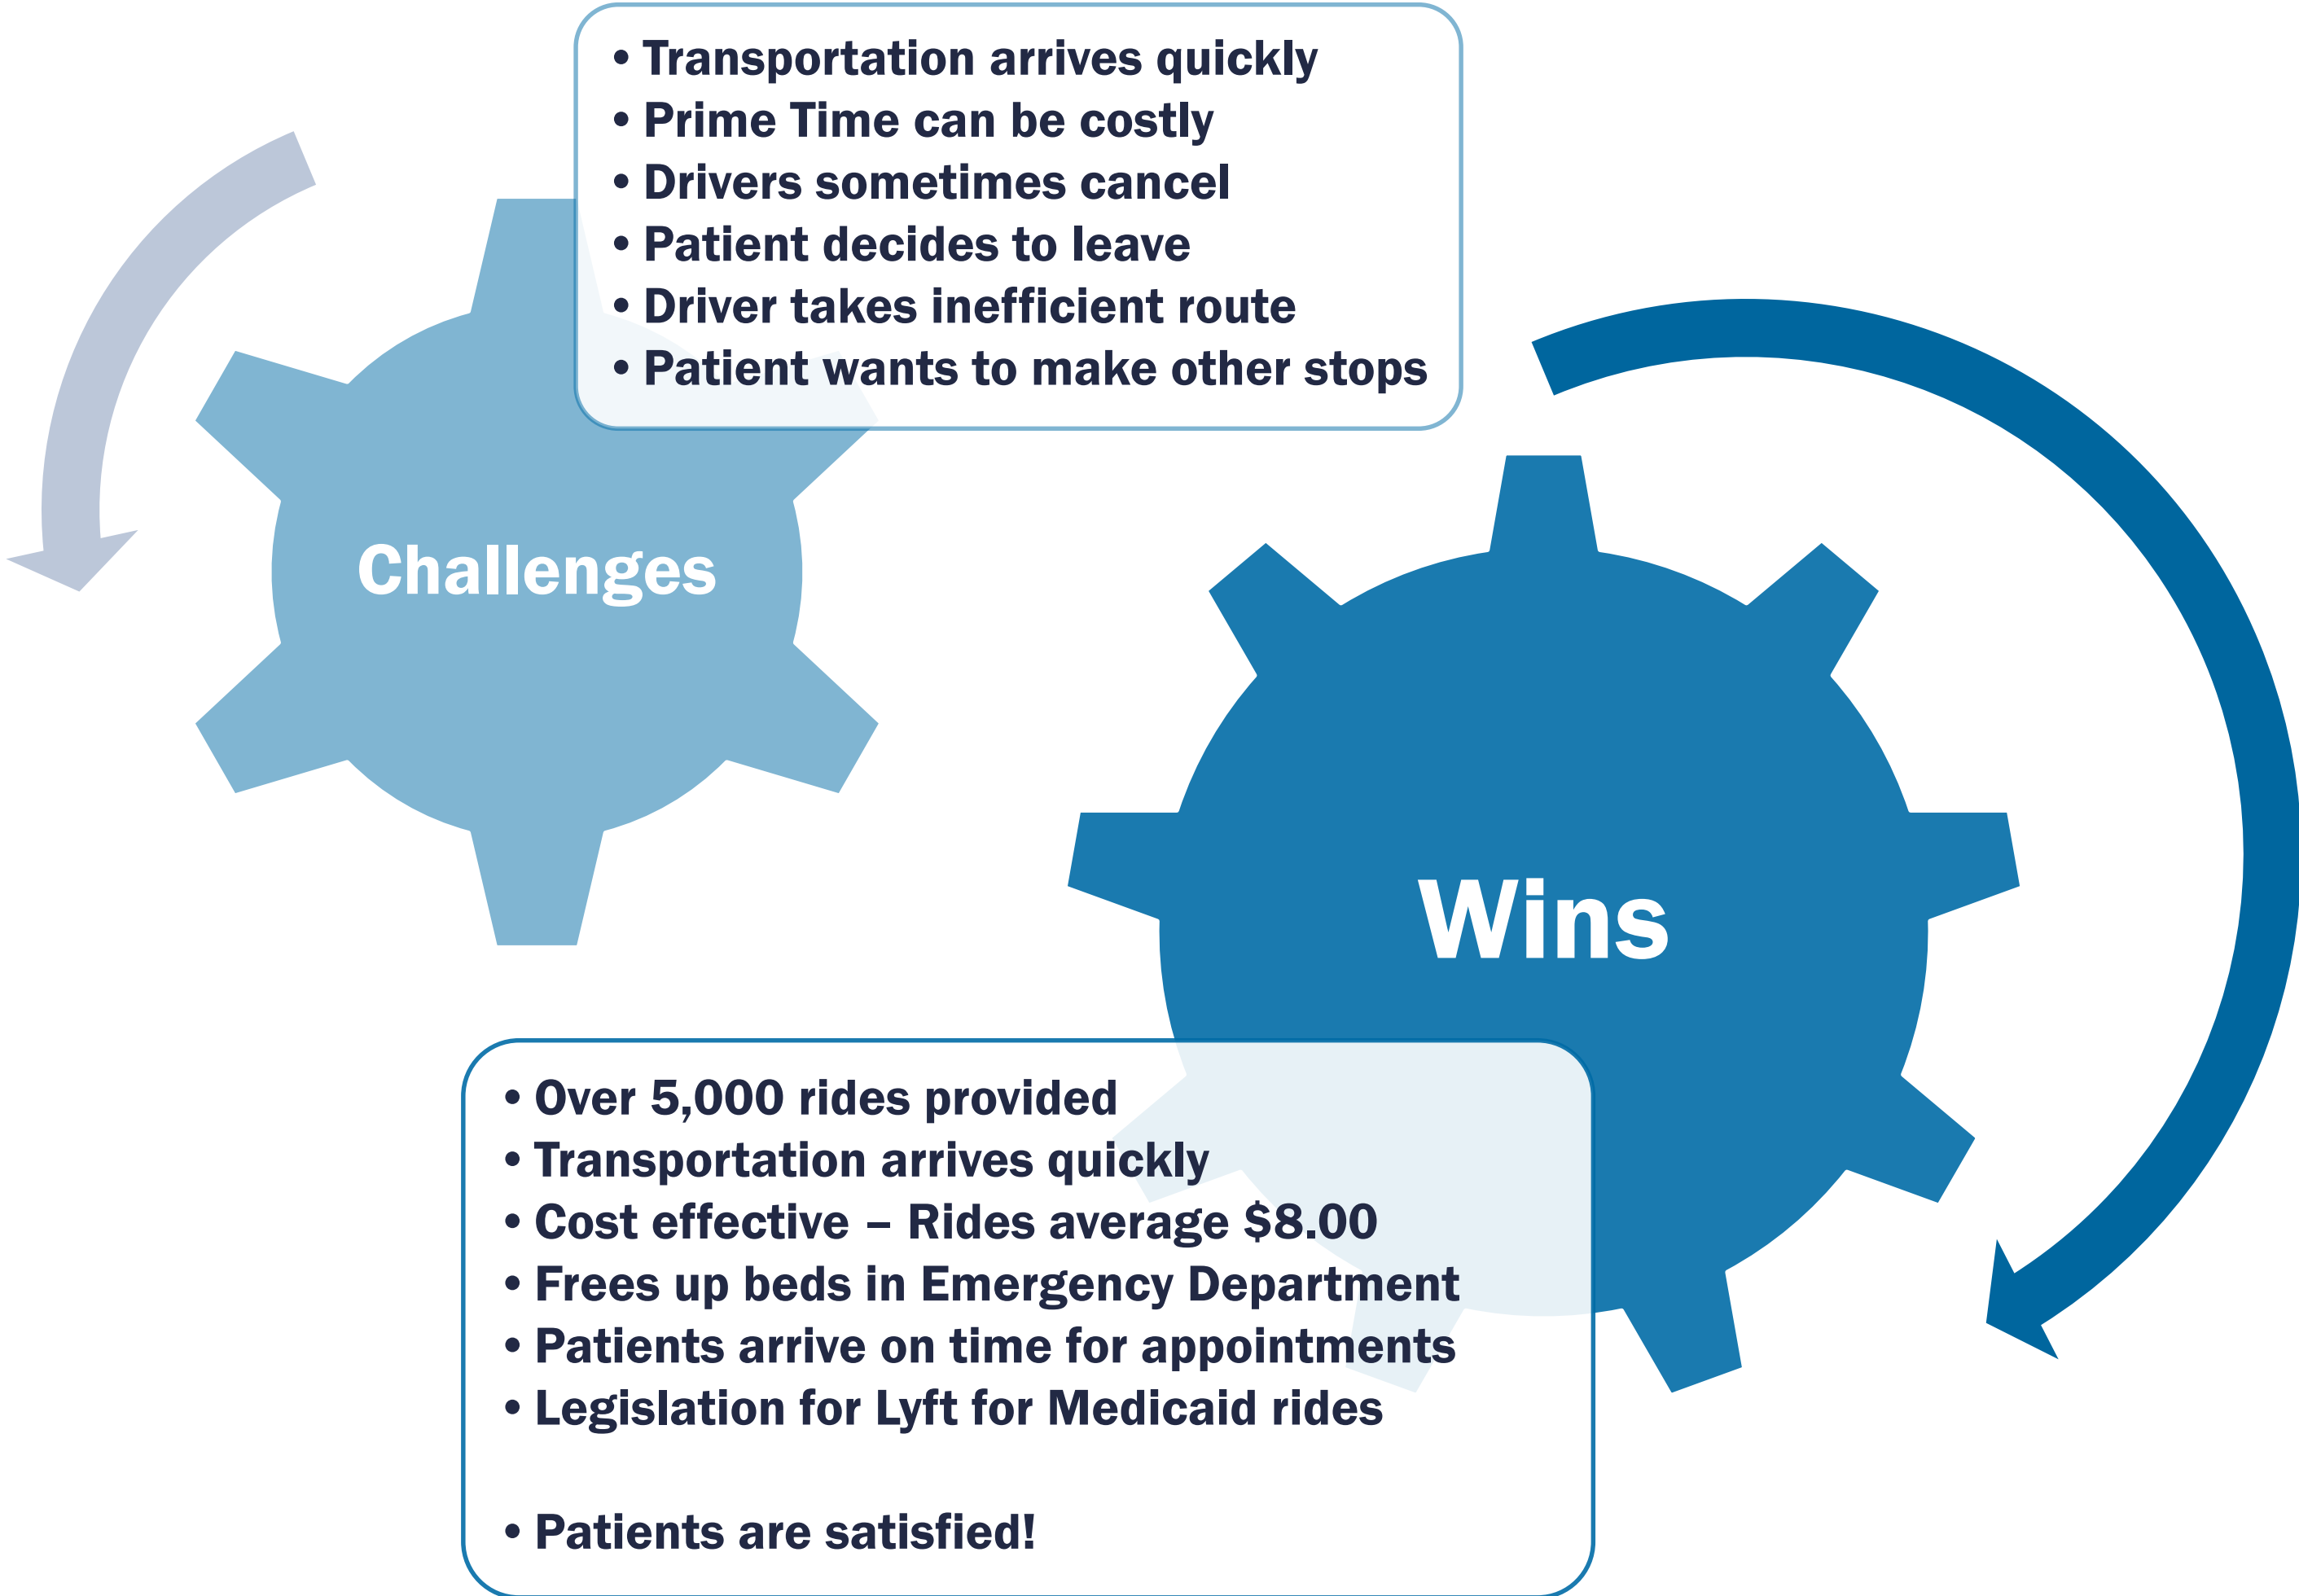 • Transportation arrives quickly
• Prime Time can be costly
• Drivers sometimes cancel
• Patient decides to leave
• Driver takes inefficient route
• Patient wants to make other stops
Challenges
Wins
• Over 5,000 rides provided
• Transportation arrives quickly
• Cost effective – Rides average $8.00
• Frees up beds in Emergency Department
• Patients arrive on time for appointments
• Legislation for Lyft for Medicaid rides
• Patients are satisfied!